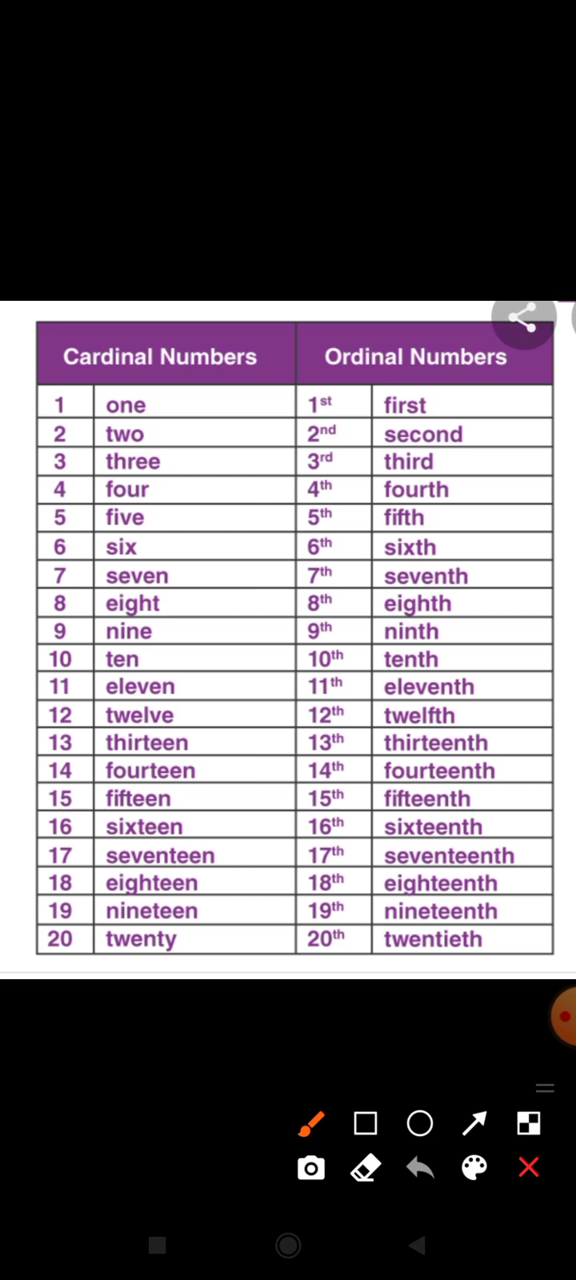 Cardinal Numbers Ordinal Numbers
1 one 1st first
2 two 2nd second
3 three 3rd third
4 four 4th fourth
5 five 5th fifth
6 six 6th sixth
7 seven 7th seventh
8 eight 8th eighth
9 nine 9th ninth
10 ten 10th tenth
11 eleven 11th eleventh
12 twelve 12th twelfth
13 thirteen 13th thirteenth
14 fourteen 14th fourteenth
15 fifteen 15th fifteenth
16 sixteen 16th sixteenth
17 seventeen 17th seventeenth
18 eighteen 18th eighteenth
19 nineteen 19th nineteenth
20 twenty 20th twentieth